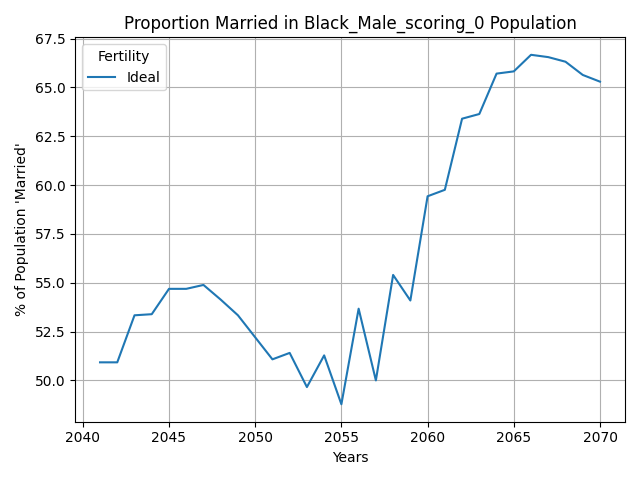 Proportion Married in Black_Male_scoring_0 Population
67.5
65.0
62.5
60.0
57.5
55.0
52.5
50.0
% of Population 'Married'
Fertility
Ideal
2040 2045 2050 2055 2060 2065 2070
Years